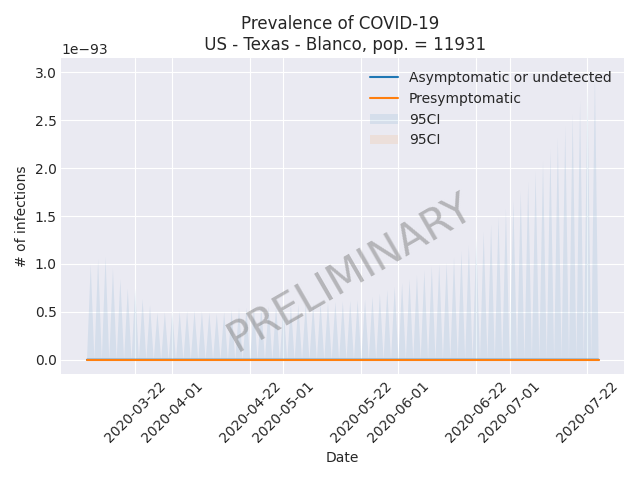 Prevalence of COVID-19
US - Texas - Blanco, pop. = 11931
1e−93
3.0
2.5
2.0
1.5
1.0
0.5
0.0
# of infections
Asymptomatic or undetected
Presymptomatic
95CI
95CI
PRELIMINARY
2020-03-22
2020-04-01
2020-04-22
2020-05-01
2020-05-22
2020-06-01
2020-06-22
2020-07-01
2020-07-22
Date